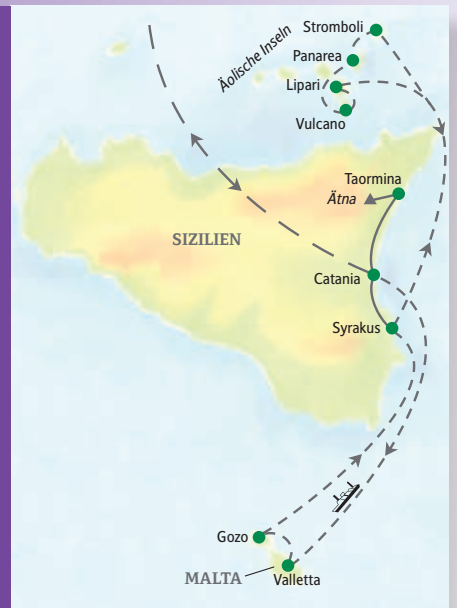 Stromboli
Äolische Inseln
Panarea
Lipari
Vulcano
Taormina
Ätna
SIZILIEN
Catania
Syrakus
Gozo
MALTA
Valletta